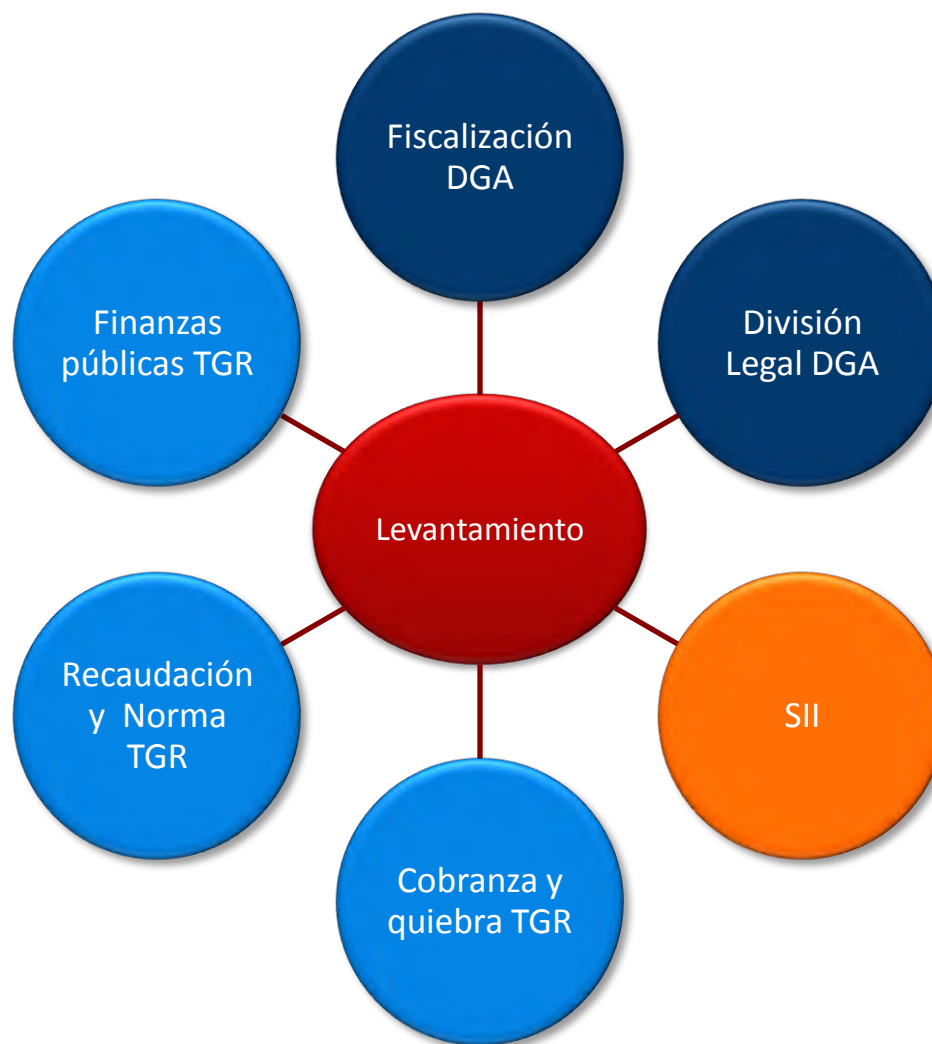 Fiscalización
DGA
Finanzas
públicas TGR
División
Legal DGA
Levantamiento
Recaudación
y Norma
TGR
SII
Cobranza y
quiebra TGR